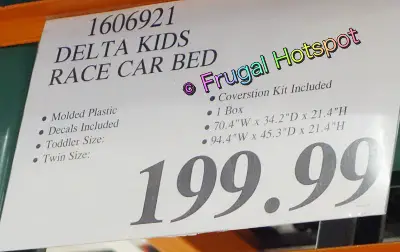 1606921
DELTA KIDS
RACE CAR BED
© Frugal Hotspot
• Molded Plastic
• Decals Included
• Toddler Size:
• Twin Size:
• Coverstion Kit Included
• 1 Box
• 70.4"W x 34.2"D x 21.4"H
• 94.4"W x 45.3"D x 21.4"H
199.99